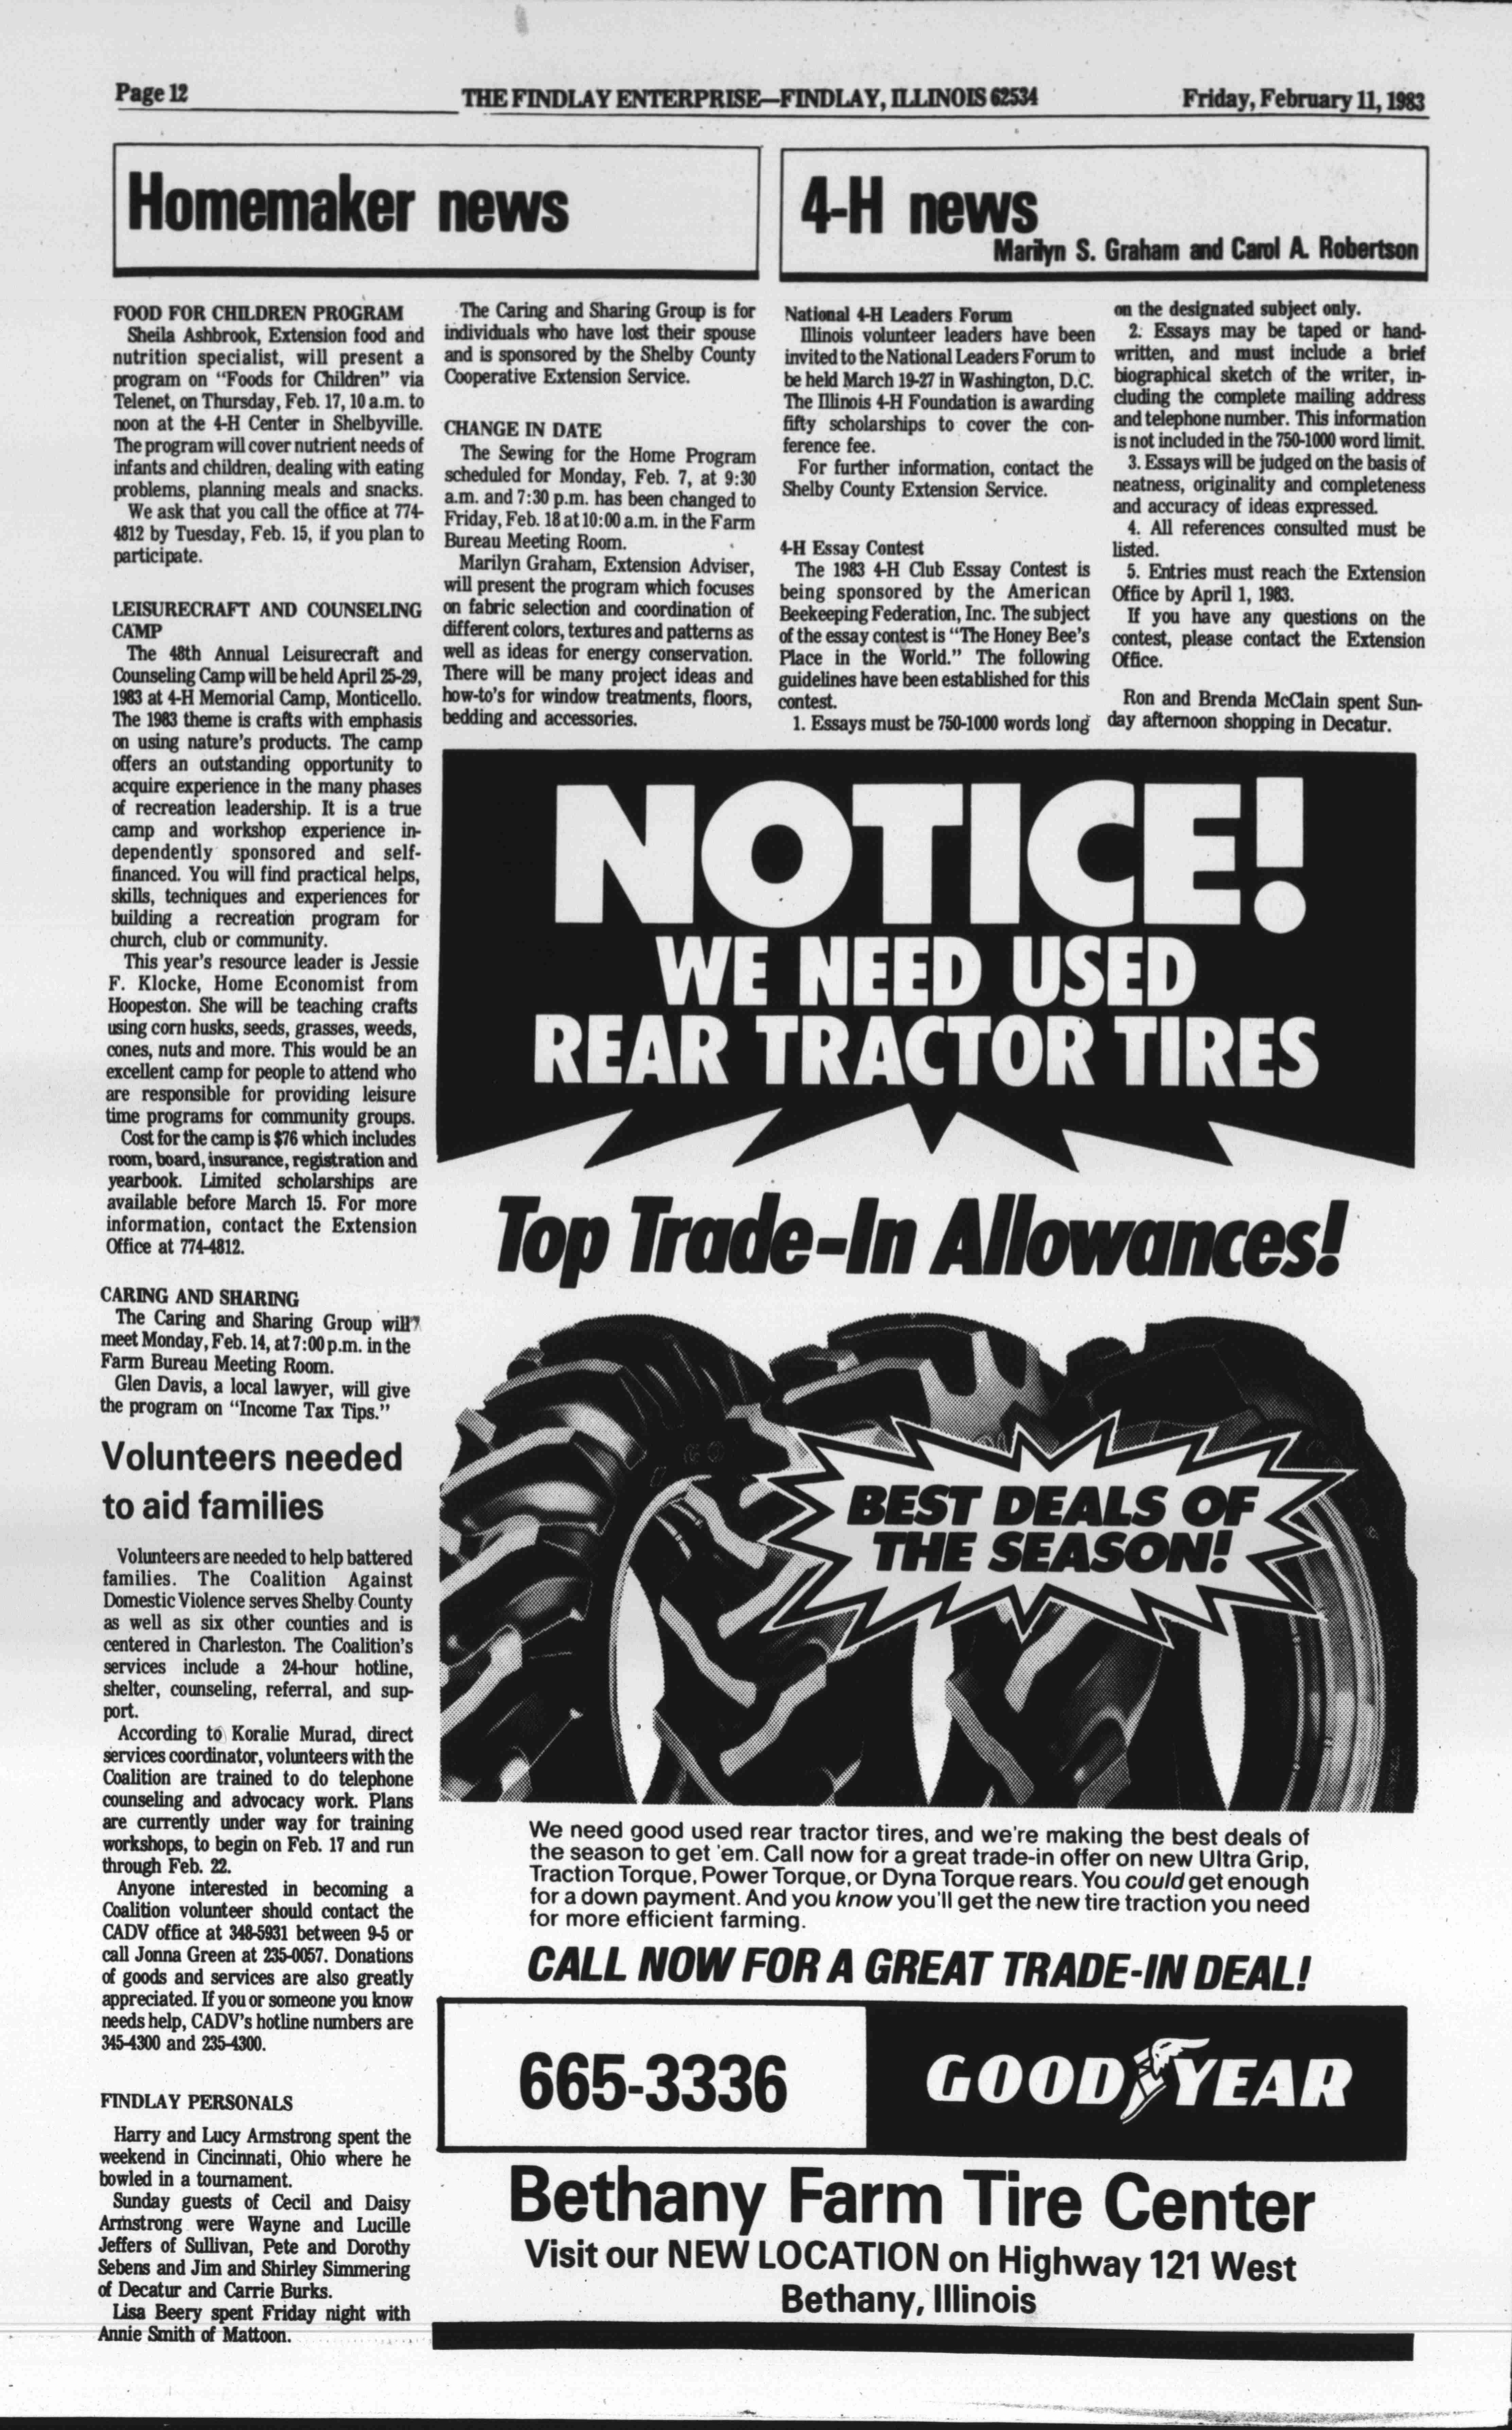 Page 12
THE FINDLAY ENTERPRISE—FINDLAY, ILLINOIS 62534
Friday, February 11, 1983
Homemaker news
FOOD FOR CHILDREN PROGRAM
Sheila Ashbrook, Extension food and
nutrition specialist, will present a
program on "Foods for Children" via
Telenet, on Thursday, Feb. 17, 10 a.m. to
noon at the 4-H Center in Shelbyville.
The program will cover nutrient needs of
infants and children, dealing with eating
problems, planning meals and snacks.
We ask that you call the office at 774-
4812 by Tuesday, Feb. 15, if you plan to
participate.
LEISURECRAFT AND COUNSELING
CAMP
The 48th Annual Leisurecraft and
Counseling Camp will be held April 25-29,
1983 at 4-H Memorial Camp, Monticello.
The 1983 theme is crafts with emphasis
on using nature's products. The camp
offers an outstanding opportunity to
acquire experience in the many phases
of recreation leadership. It is a true
camp and workshop experience in-
dependently sponsored and self-
financed. You will find practical helps,
skills, techniques and experiences for
building a recreation program for
church, club or community.
This year's resource leader is Jessie
F. Klocke, Home Economist from
Hoopeston. She will be teaching crafts
using corn husks, seeds, grasses, weeds,
cones, nuts and more. This would be an
excellent camp for people to attend who
are responsible for providing leisure
time programs for community groups.
Cost for the camp is $76 which includes
room, board, insurance, registration and
yearbook. Limited scholarships are
available before March 15. For more
information, contact the Extension
Office at 774-4812.
CARING AND SHARING
The Caring and Sharing Group will
meet Monday, Feb. 14, at 7:00 p.m. in the
Farm Bureau Meeting Room.
Glen Davis, a local lawyer, will give
the program on "Income Tax Tips."
The Caring and Sharing Group is for
individuals who have lost their spouse
and is sponsored by the Shelby County
Cooperative Extension Service.
CHANGE IN DATE
The Sewing for the Home Program
scheduled for Monday, Feb. 7, at 9:30
a.m. and 7:30 p.m. has been changed to
Friday, Feb. 18 at 10:00 a.m. in the Farm
Bureau Meeting Room.
Marilyn Graham, Extension Adviser,
will present the program which focuses
on fabric selection and coordination of
different colors, textures and patterns as
well as ideas for energy conservation.
There will be many project ideas and
how-to's for window treatments, floors,
bedding and accessories.
Volunteers needed
to aid families
Volunteers are needed to help battered
families. The Coalition Against
Domestic Violence serves Shelby County
as well as six other counties and is
centered in Charleston. The Coalition's
services include a 24-hour hotline,
shelter, counseling, referral, and sup-
port.
According to Koralie Murad, direct
services coordinator, volunteers with the
Coalition are trained to do telephone
counseling and advocacy work. Plans
are currently under way for training
workshops, to begin on Feb. 17 and run
through Feb. 22.
Anyone interested in becoming a
Coalition volunteer should contact the
CADV office at 348-5931 between 9-5 or
call Jonna Green at 235-0057. Donations
of goods and services are also greatly
appreciated. If you or someone you know
needs help, CADV's hotline numbers are
345-4300 and 235-4300.
FINDLAY PERSONALS
Harry and Lucy Armstrong spent the
weekend in Cincinnati, Ohio where he
bowled in a tournament.
Sunday guests of Cecil and Daisy
Armstrong were Wayne and Lucille
Jeffers of Sullivan, Pete and Dorothy
Sebens and Jim and Shirley Simmering
of Decatur and Carrie Burks.
Lisa Beery spent Friday night with
Annie Smith of Mattoon.
4-H news
Marilyn S. Graham and Carol A. Robertson
National 4-H Leaders Forum
Illinois volunteer leaders have been
invited to the National Leaders Forum to
be held March 19-27 in Washington, D.C.
The Illinois 4-H Foundation is awarding
fifty scholarships to cover the con-
ference fee.
For further information, contact the
Shelby County Extension Service.
4-H Essay Contest
The 1983 4-H Club Essay Contest is
being sponsored by the American
Beekeeping Federation, Inc. The subject
of the essay contest is "The Honey Bee's
Place in the World." The following
guidelines have been established for this
contest.
1. Essays must be 750-1000 words long
on the designated subject only.
2. Essays may be taped or hand-
written, and must include a brief
biographical sketch of the writer, in-
cluding the complete mailing address
and telephone number. This information
is not included in the 750-1000 word limit.
3. Essays will be judged on the basis of
neatness, originality and completeness
and accuracy of ideas expressed.
4. All references consulted must be
listed.
5. Entries must reach the Extension
Office by April 1, 1983.
If you have any questions on the
contest, please contact the Extension
Office.
Ron and Brenda McClain spent Sun-
day afternoon shopping in Decatur.
NOTICE!
WE NEED USED
REAR TRACTOR TIRES
Top Trade-In Allowances!
BEST DEALS OF
THE SEASON!
We need good used rear tractor tires, and we're making the best deals of
the season to get 'em. Call now for a great trade-in offer on new Ultra Grip,
Traction Torque, Power Torque, or Dyna Torque rears. You could get enough
for a down payment. And you know you'll get the new tire traction you need
for more efficient farming.
CALL NOW FOR A GREAT TRADE-IN DEAL!
665-3336
GOOD YEAR
Bethany Farm Tire Center
Visit our NEW LOCATION on Highway 121 West
Bethany, Illinois